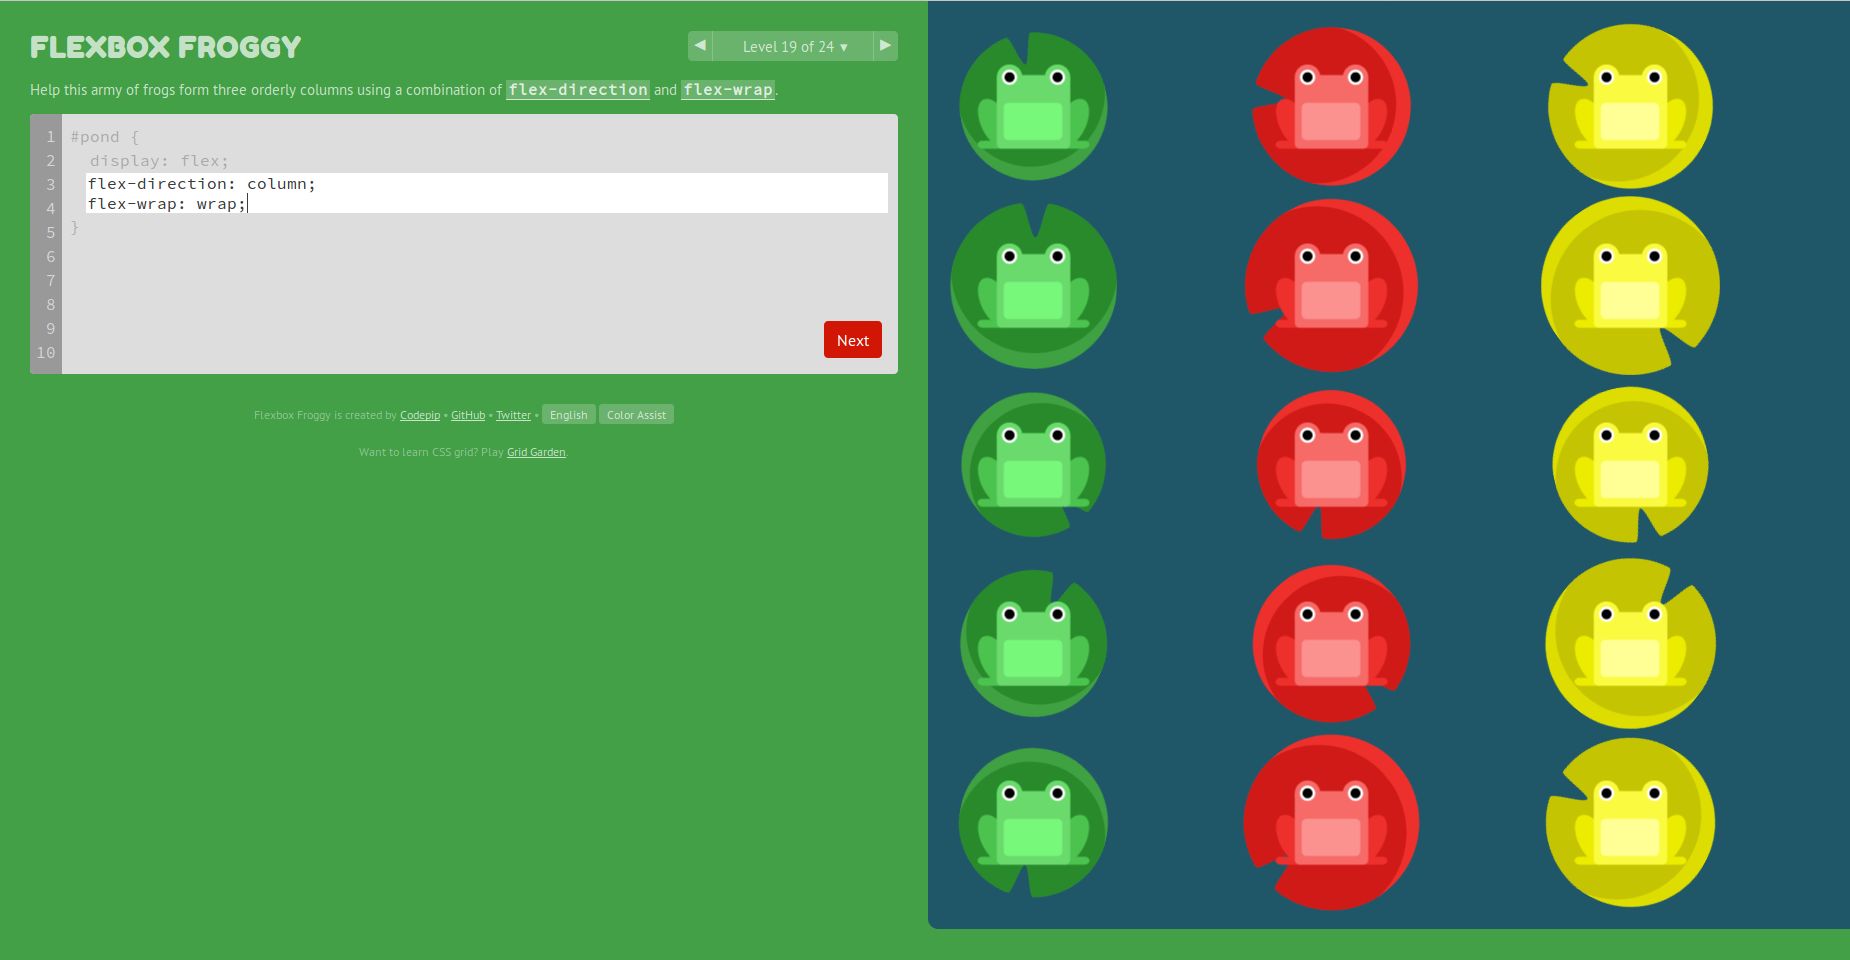 FLEXBOX FROGGY
◀ Level 19 of 24 ▾ ▶
Help this army of frogs form three orderly columns using a combination of flex-direction and flex-wrap.
1 #pond {
2 display: flex;
3 flex-direction: column;
4 flex-wrap: wrap;
5 }
6
7
8
9
10
Next
Flexbox Froggy is created by Codepip • GitHub • Twitter • English Color Assist
Want to learn CSS grid? Play Grid Garden.